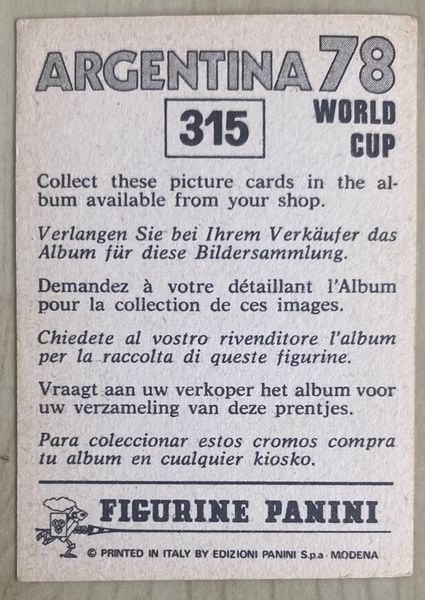 ARGENTINA 78
315
WORLD
CUP
Collect these picture cards in the al-
bum available from your shop.
Verlangen Sie bei Ihrem Verkäufer das
Album für diese Bildersammlung.
Demandez à votre détaillant l'Album
pour la collection de ces images.
Chiedete al vostro rivenditore l'album
per la raccolta di queste figurine.
Vraagt aan uw verkoper het album voor
uw verzameling van deze prentjes.
Para coleccionar estos cromos compra
tu album en cualquier kiosko.
FIGURINE PANINI
© PRINTED IN ITALY BY EDIZIONI PANINI S.p.a - MODENA